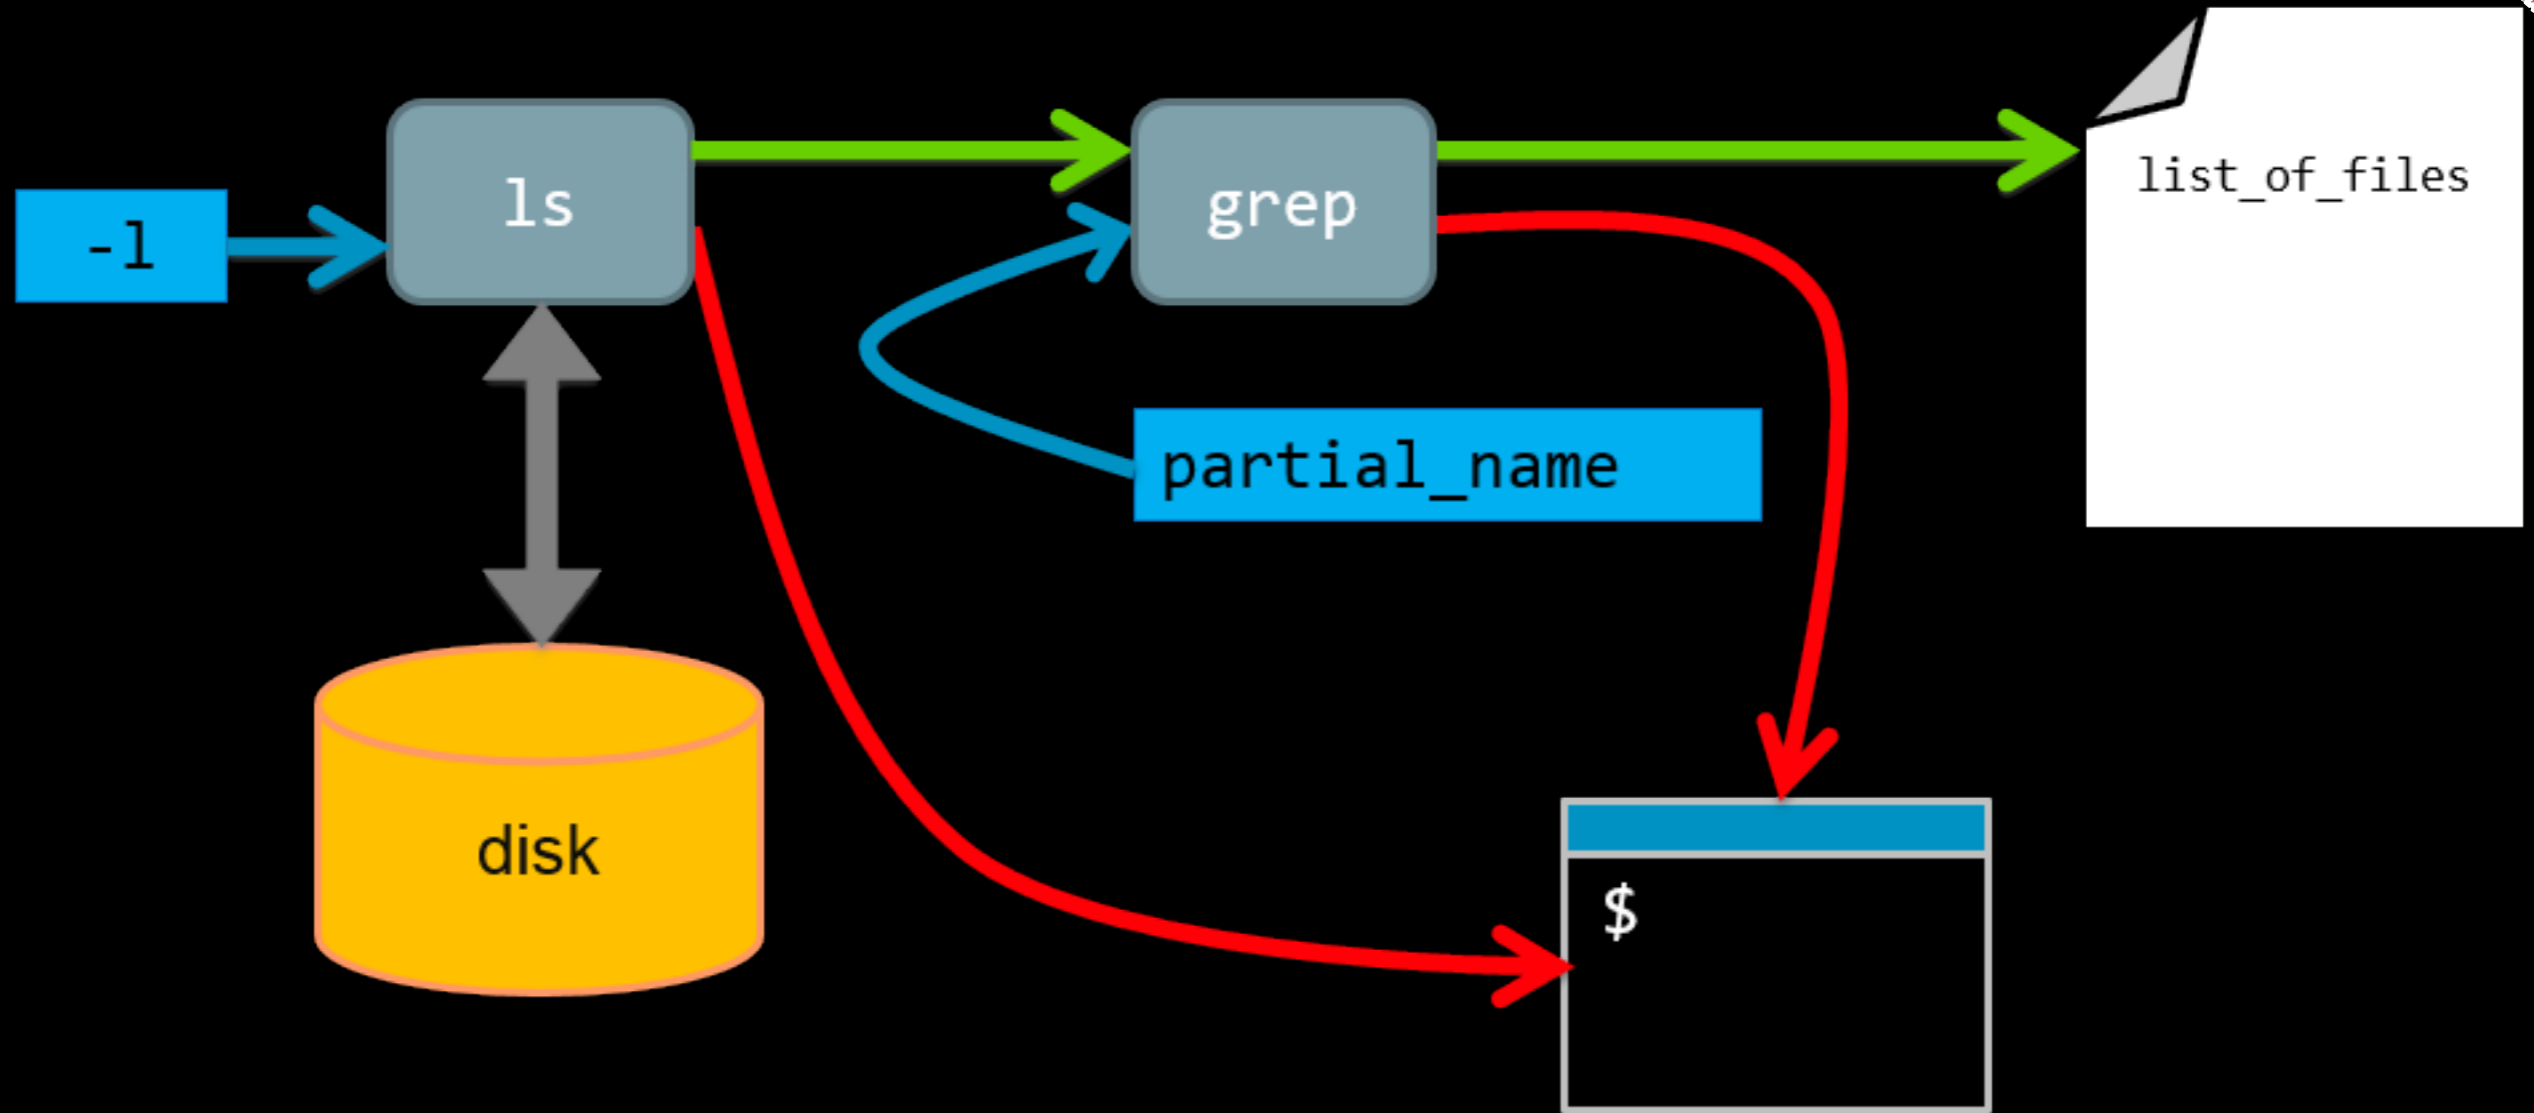 ls
grep
list_of_files
-l
partial_name
disk
$